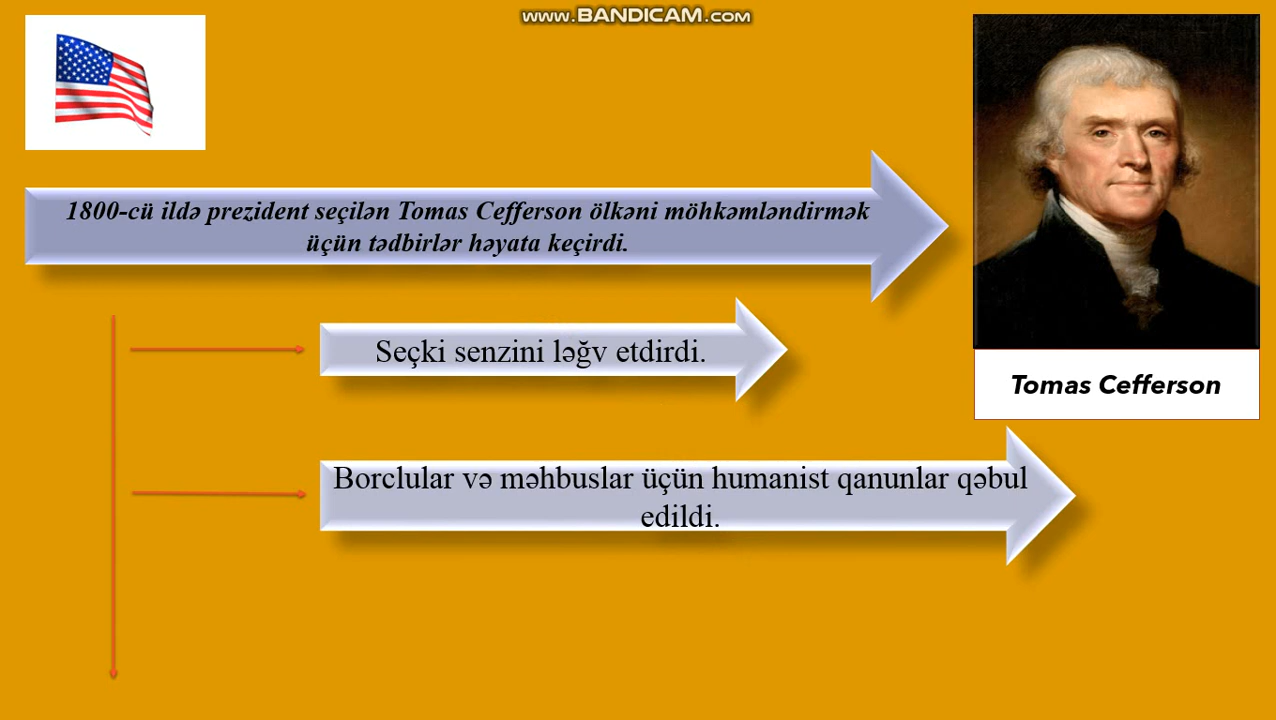 www.BANDICAM.com
1800-cü ildə prezident seçilən Tomas Cefferson ölkəni möhkəmləndirmək
üçün tədbirlər həyata keçirdi.
Seçki senzini ləğv etdirdi.
Tomas Cefferson
Borclular və məhbuslar üçün humanist qanunlar qəbul
edildi.